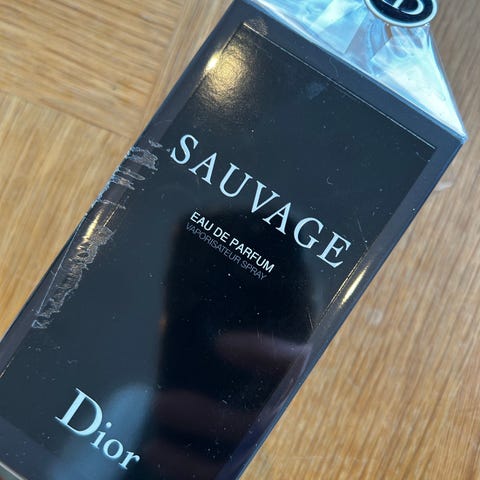 SAUVAGE
EAU DE PARFUM
VAPORISATEUR SPRAY
Dior